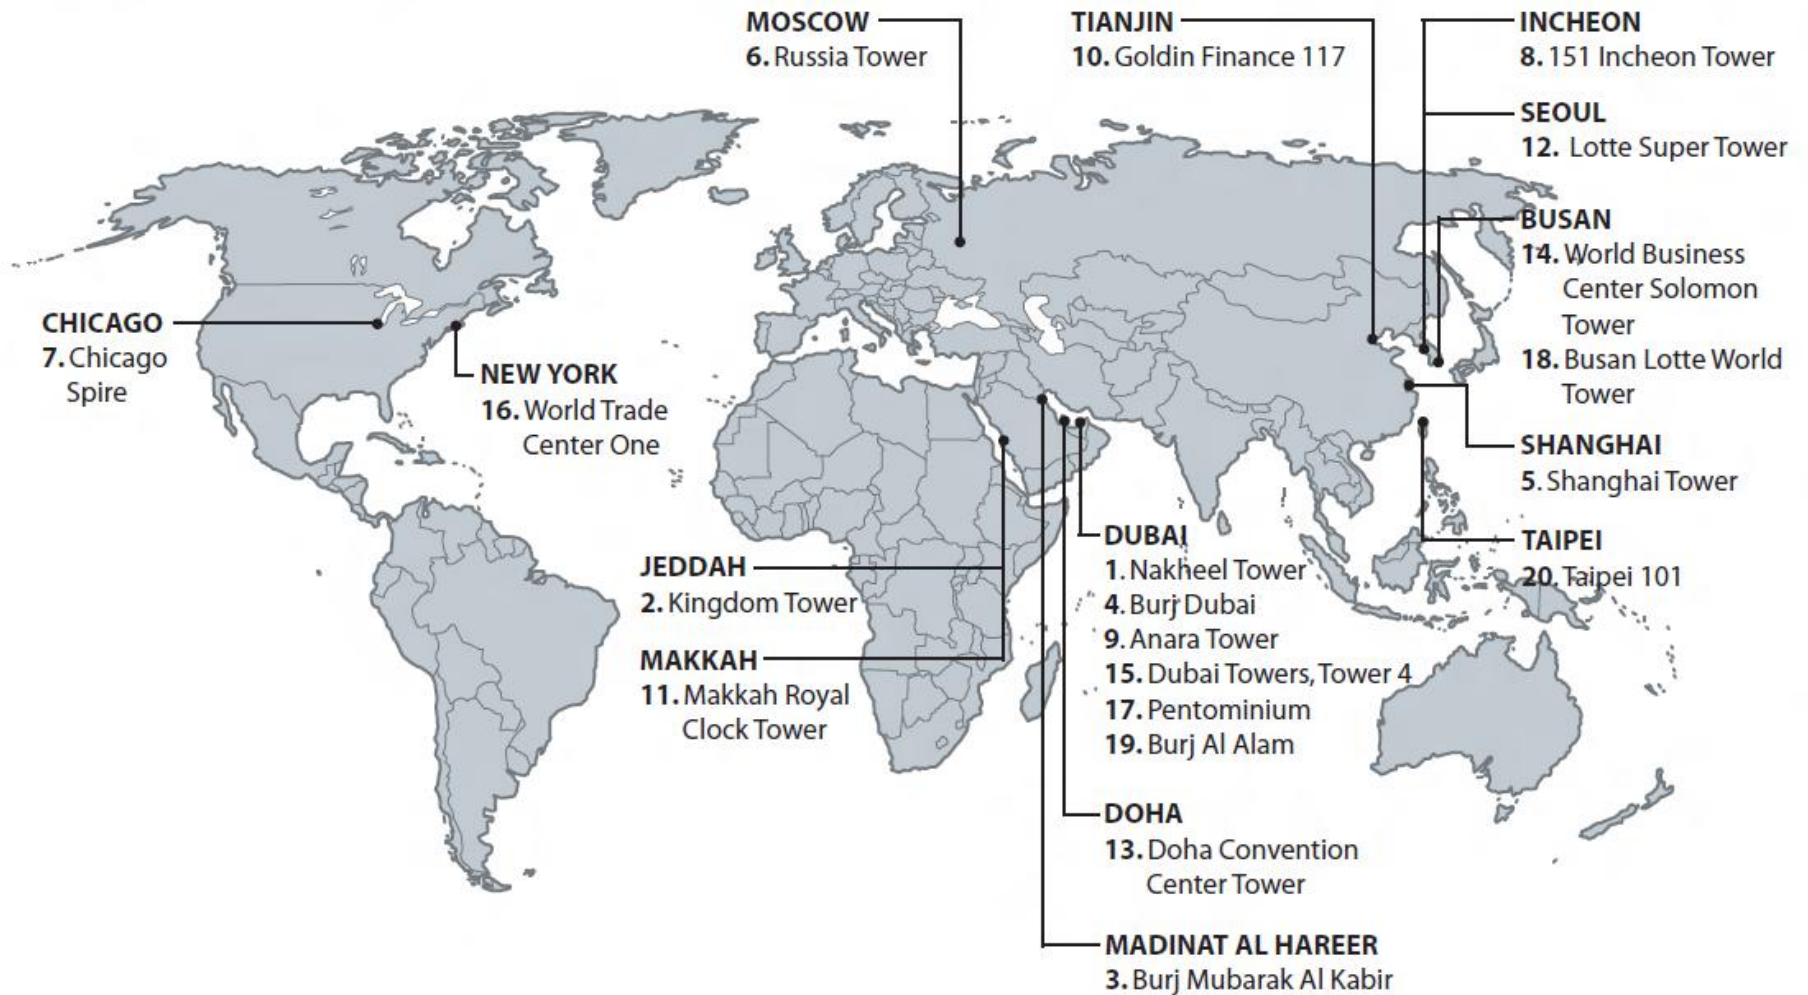 MOSCOW
6. Russia Tower
TIANJIN
10. Goldin Finance 117
INCHEON
8. 151 Incheon Tower
SEOUL
12. Lotte Super Tower
BUSAN
14. World Business
Center Solomon
Tower
18. Busan Lotte World
Tower
CHICAGO
7. Chicago
Spire
NEW YORK
16. World Trade
Center One
SHANGHAI
5. Shanghai Tower
TAIPEI
20. Taipei 101
JEDDAH
2. Kingdom Tower
MAKKAH
11. Makkah Royal
Clock Tower
DUBAI
1. Nakheel Tower
4. Burj Dubai
9. Anara Tower
15. Dubai Towers, Tower 4
17. Pentominium
19. Burj Al Alam
DOHA
13. Doha Convention
Center Tower
MADINAT AL HAREER
3. Burj Mubarak Al Kabir